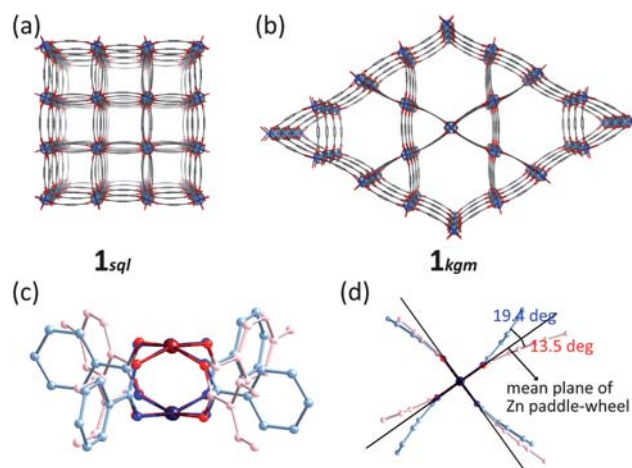 (a)
(b)
1sql
1kgm
(c)
(d)
19.4 deg
13.5 deg
mean plane of
Zn paddle-wheel